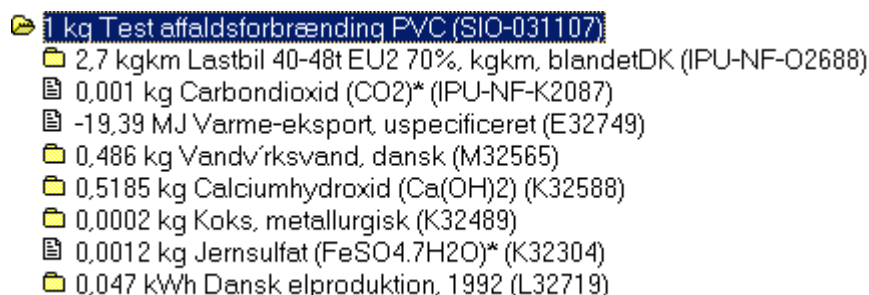 1 kg Test affaldsforbrænding PVC (SIO-031107)
2,7 kgkm Lastbil 40-48t EU2 70%, kgkm, blandetDK (IPU-NF-O2688)
0,001 kg Carbondioxid (CO2)* (IPU-NF-K2087)
-19,39 MJ Varme-eksport, uspecificeret (E32749)
0,486 kg Vandv´rksvand, dansk (M32565)
0,5185 kg Calciumhydroxid (Ca(OH)2) (K32588)
0,0002 kg Koks, metallurgisk (K32489)
0,0012 kg Jernsulfat (FeSO4.7H2O)* (K32304)
0,047 kWh Dansk elproduktion, 1992 (L32719)